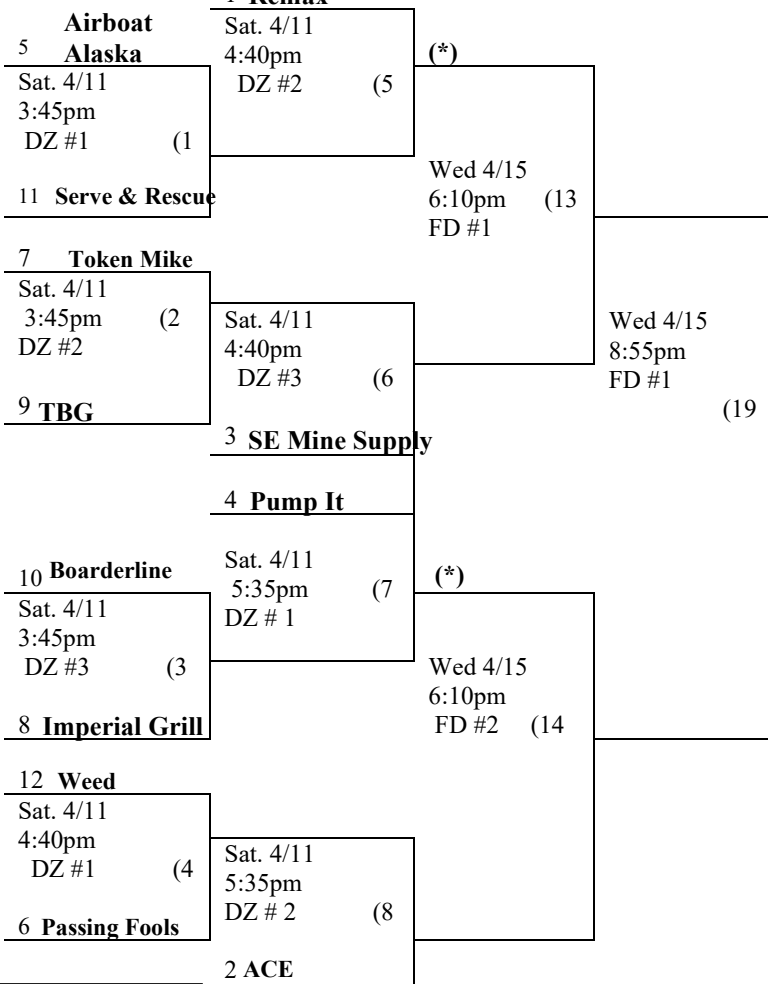 Airboat
5 Alaska
Sat. 4/11
3:45pm
DZ #1 (1
11 Serve & Rescue
7 Token Mike
Sat. 4/11
3:45pm (2
DZ #2
9 TBG
10 Boarderline
Sat. 4/11
3:45pm
DZ #3 (3
8 Imperial Grill
12 Weed
Sat. 4/11
4:40pm
DZ #1 (4
6 Passing Fools
Remax
Sat. 4/11
4:40pm
DZ #2 (5
Sat. 4/11
4:40pm
DZ #3 (6
3 SE Mine Supply
4 Pump It
Sat. 4/11
5:35pm (7
DZ # 1
Sat. 4/11
5:35pm
DZ # 2 (8
2 ACE
(*)
Wed 4/15
6:10pm (13
FD #1
(*)
Wed 4/15
6:10pm
FD #2 (14
Wed 4/15
8:55pm
FD #1
(19